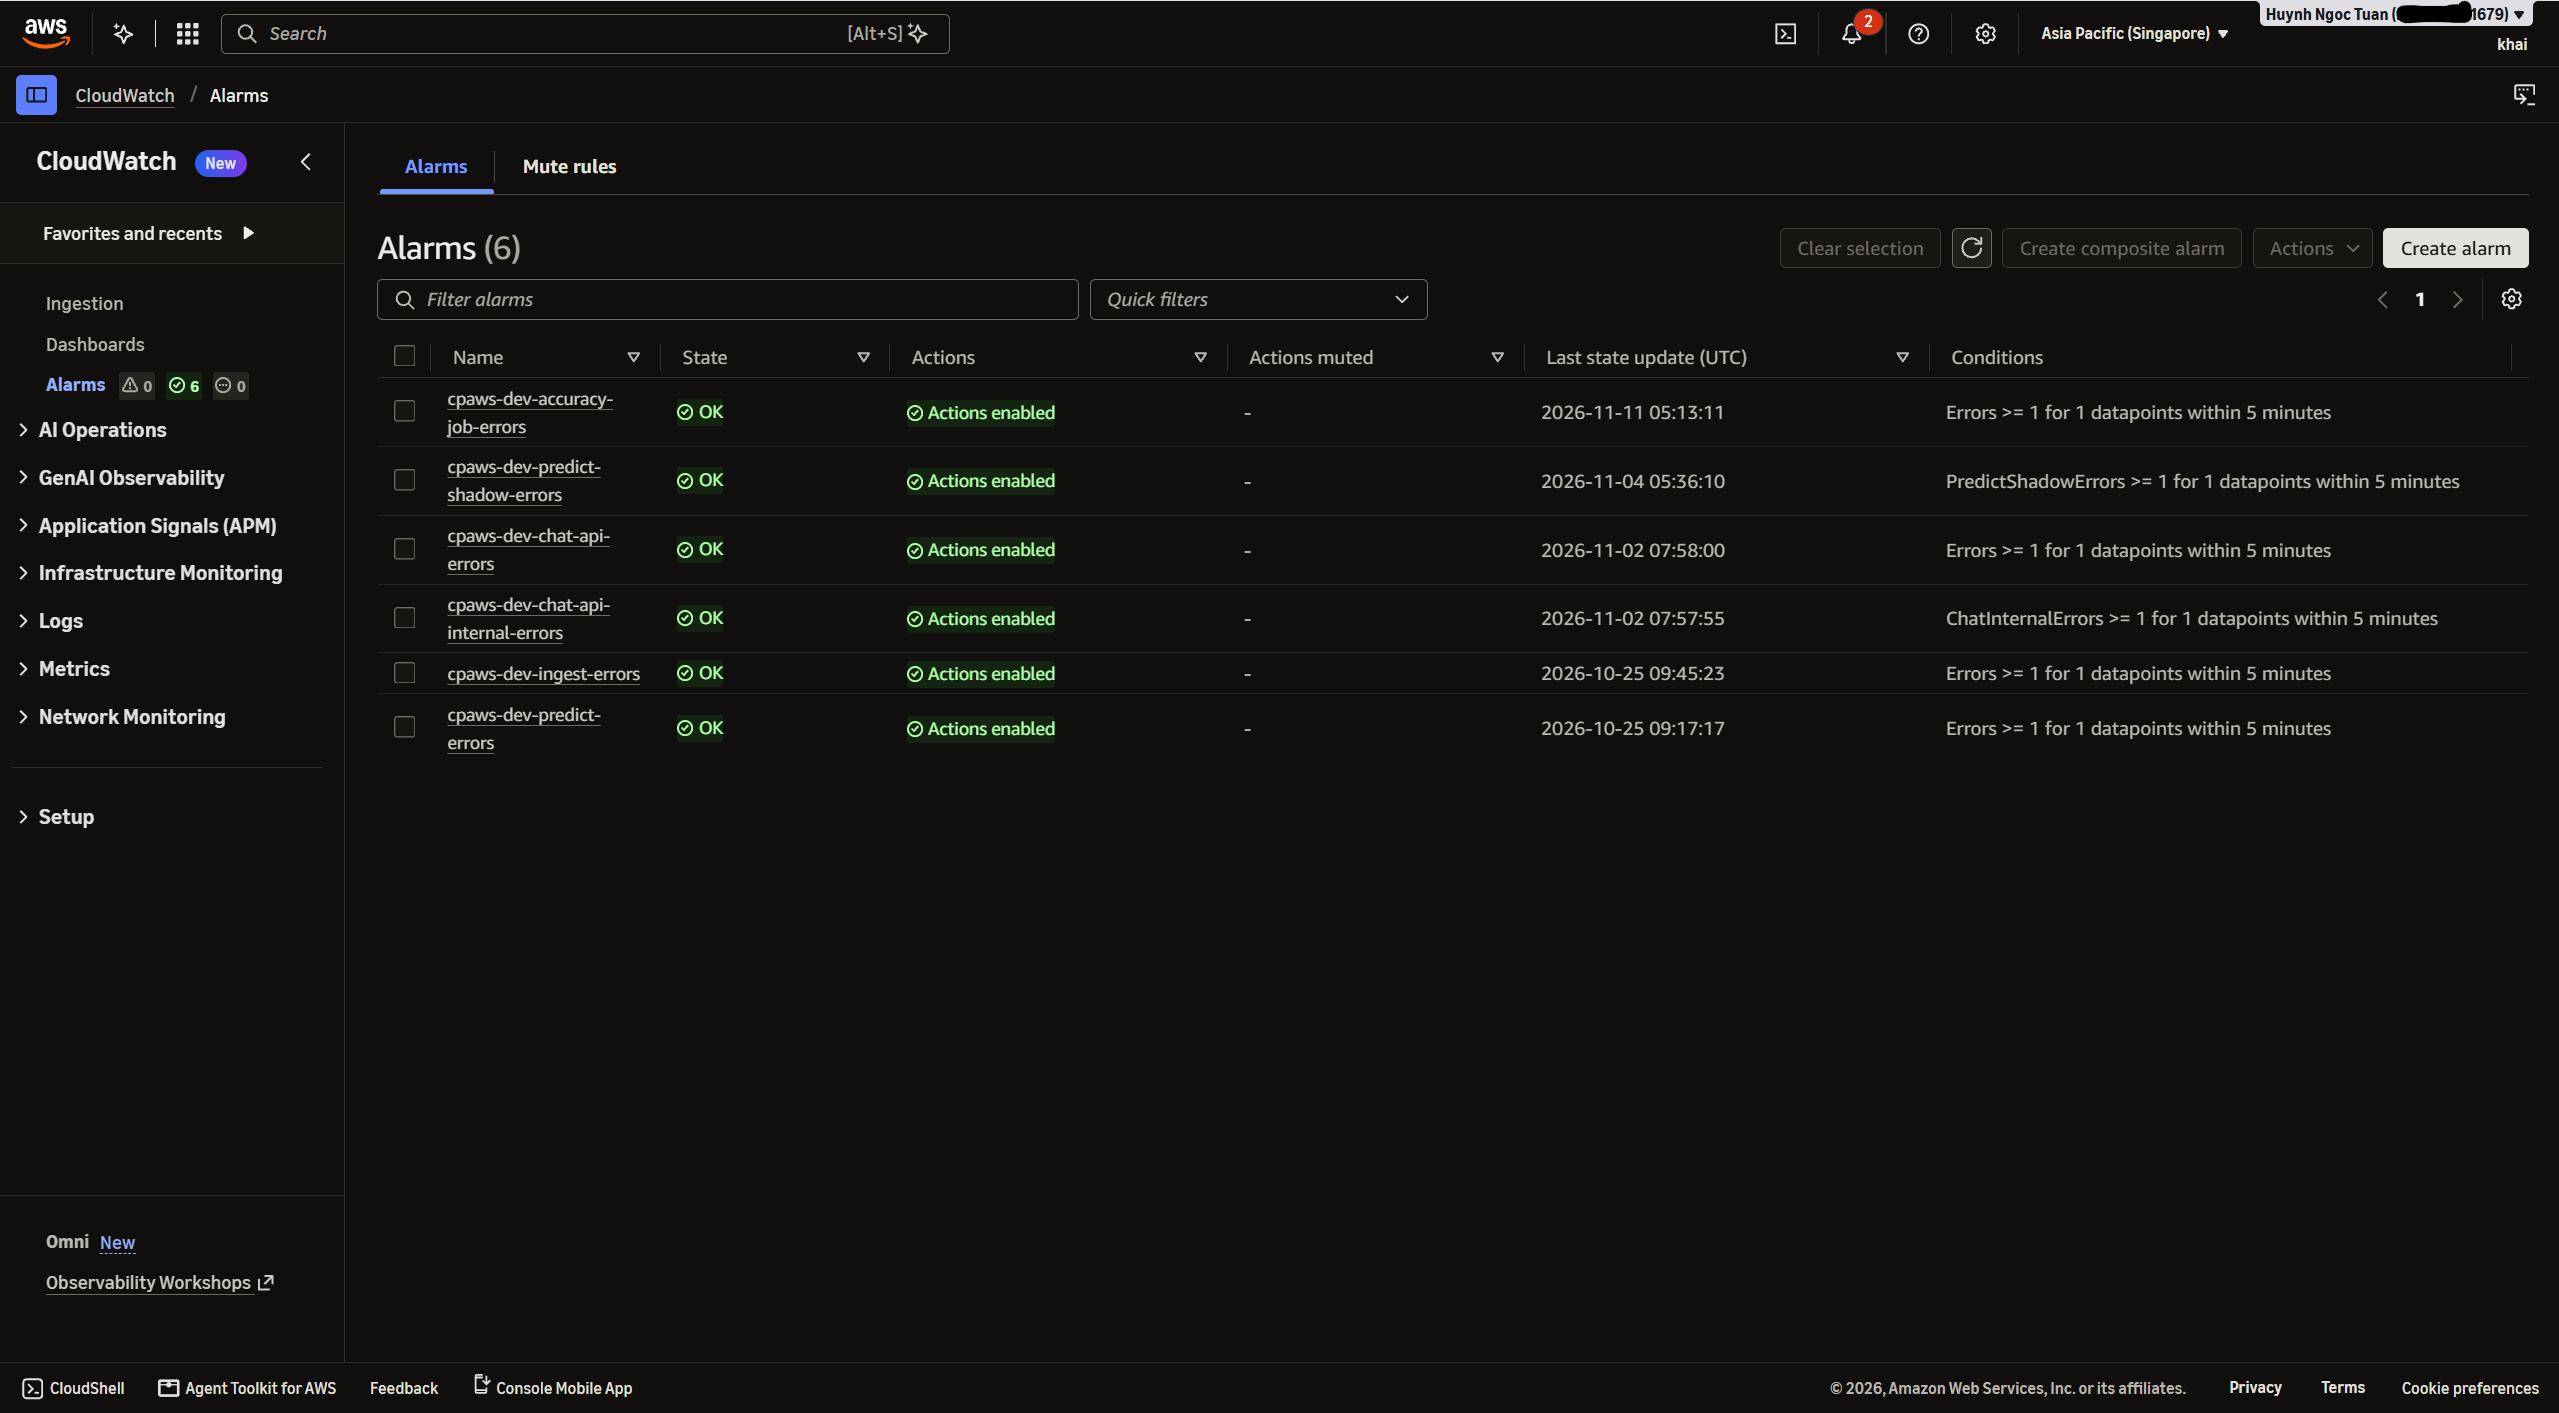 aws
Search
[Alt+S]
2
Asia Pacific (Singapore)
Huynh Ngoc Tuan (
1679)
khai
CloudWatch / Alarms
CloudWatch
New
Favorites and recents
Ingestion
Dashboards
Alarms 0 6 0
AI Operations
GenAI Observability
Application Signals (APM)
Infrastructure Monitoring
Logs
Metrics
Network Monitoring
Setup
Omni New
Observability Workshops
Alarms
Mute rules
Alarms (6)
Clear selection
Create composite alarm
Actions
Create alarm
Filter alarms
Quick filters
1
Name State Actions Actions muted Last state update (UTC) Conditions
cpaws-dev-accuracy-
job-errors
OK Actions enabled - 2026-11-11 05:13:11 Errors >= 1 for 1 datapoints within 5 minutes
cpaws-dev-predict-
shadow-errors
OK Actions enabled - 2026-11-04 05:36:10 PredictShadowErrors >= 1 for 1 datapoints within 5 minutes
cpaws-dev-chat-api-
errors
OK Actions enabled - 2026-11-02 07:58:00 Errors >= 1 for 1 datapoints within 5 minutes
cpaws-dev-chat-api-
internal-errors
OK Actions enabled - 2026-11-02 07:57:55 ChatInternalErrors >= 1 for 1 datapoints within 5 minutes
cpaws-dev-ingest-errors OK Actions enabled - 2026-10-25 09:45:23 Errors >= 1 for 1 datapoints within 5 minutes
cpaws-dev-predict-
errors
OK Actions enabled - 2026-10-25 09:17:17 Errors >= 1 for 1 datapoints within 5 minutes
CloudShell
Agent Toolkit for AWS
Feedback
Console Mobile App
© 2026, Amazon Web Services, Inc. or its affiliates.
Privacy
Terms
Cookie preferences